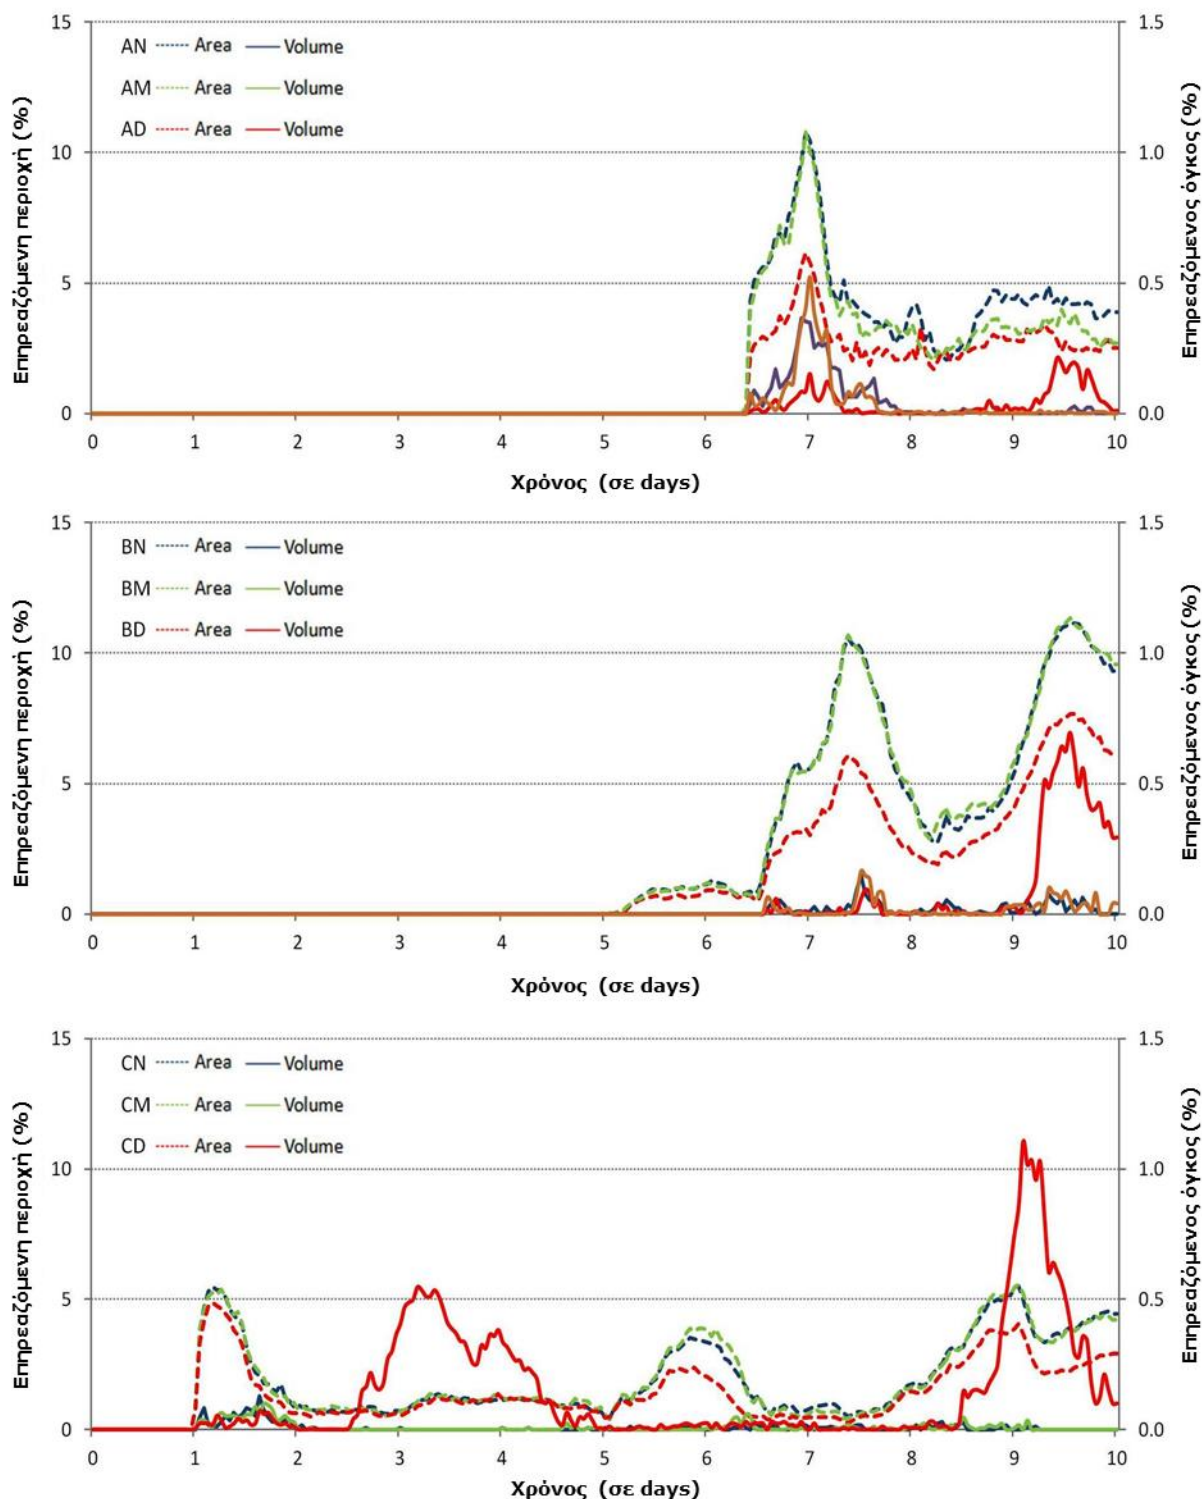 Επηρεαζόμενη περιοχή (%)
15
10
5
0
AN Area Volume
AM Area Volume
AD Area Volume
1.5
1.0
0.5
0.0
Επηρεαζόμενος όγκος (%)
0 1 2 3 4 5 6 7 8 9 10
Χρόνος (σε days)
Επηρεαζόμενη περιοχή (%)
15
10
5
0
BN Area Volume
BM Area Volume
BD Area Volume
1.5
1.0
0.5
0.0
Επηρεαζόμενος όγκος (%)
0 1 2 3 4 5 6 7 8 9 10
Χρόνος (σε days)
Επηρεαζόμενη περιοχή (%)
15
10
5
0
CN Area Volume
CM Area Volume
CD Area Volume
1.5
1.0
0.5
0.0
Επηρεαζόμενος όγκος (%)
0 1 2 3 4 5 6 7 8 9 10
Χρόνος (σε days)